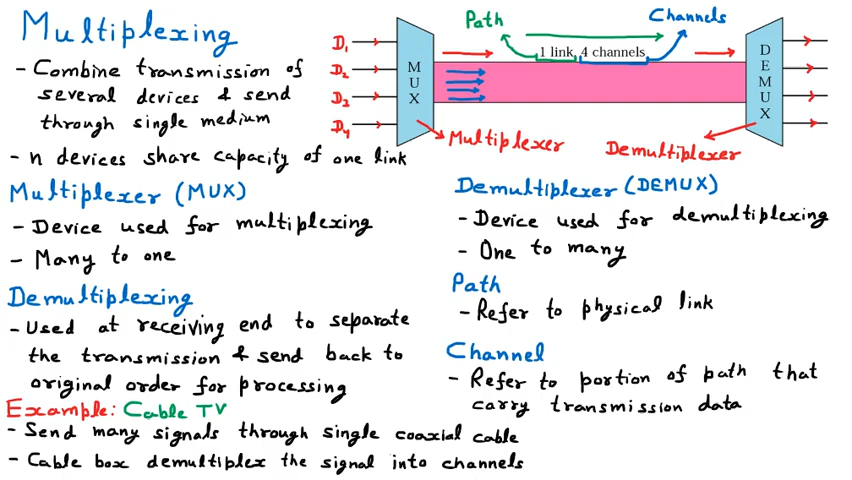 Multiplexing
- Combine transmission of
several devices & send
through single medium
- n devices share capacity of one link
Path
Channels
D1
D2
D3
D4
MUX
1 link, 4 channels
DEMUX
Multiplexer
Demultiplexer
Multiplexer (MUX)
- Device used for multiplexing
- Many to one
Demultiplexing
- Used at receiving end to separate
the transmission & send back to
original order for processing
Example: Cable TV
- Send many signals through single coaxial cable
- Cable box demultiplex the signal into channels
Demultiplexer (DEMUX)
- Device used for demultiplexing
- One to many
Path
- Refer to physical link
Channel
- Refer to portion of path that
carry transmission data